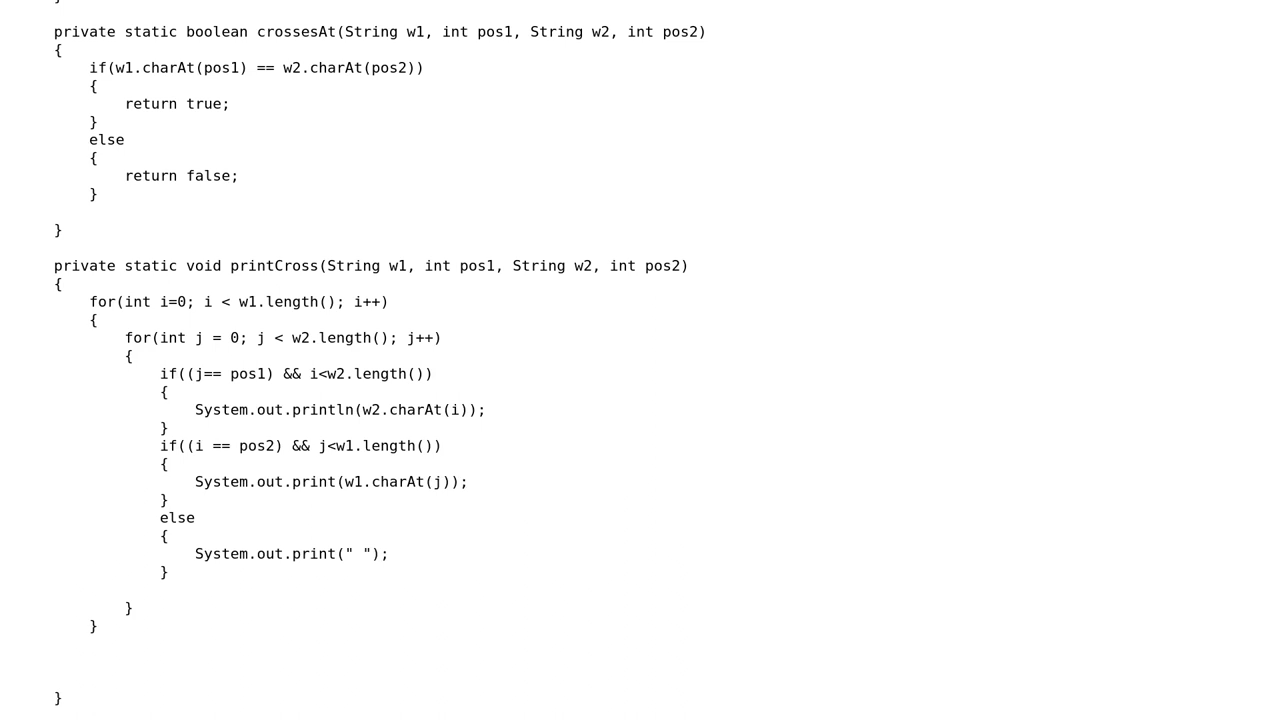 }
private static boolean crossesAt(String w1, int pos1, String w2, int pos2)
{
    if(w1.charAt(pos1) == w2.charAt(pos2))
    {
        return true;
    }
    else
    {
        return false;
    }

}

private static void printCross(String w1, int pos1, String w2, int pos2)
{
    for(int i=0; i < w1.length(); i++)
    {
        for(int j = 0; j < w2.length(); j++)
        {
            if((j== pos1) && i<w2.length())
            {
                System.out.println(w2.charAt(i));
            }
            if((i == pos2) && j<w1.length())
            {
                System.out.print(w1.charAt(j));
            }
            else
            {
                System.out.print(" ");
            }

        }
    }



}